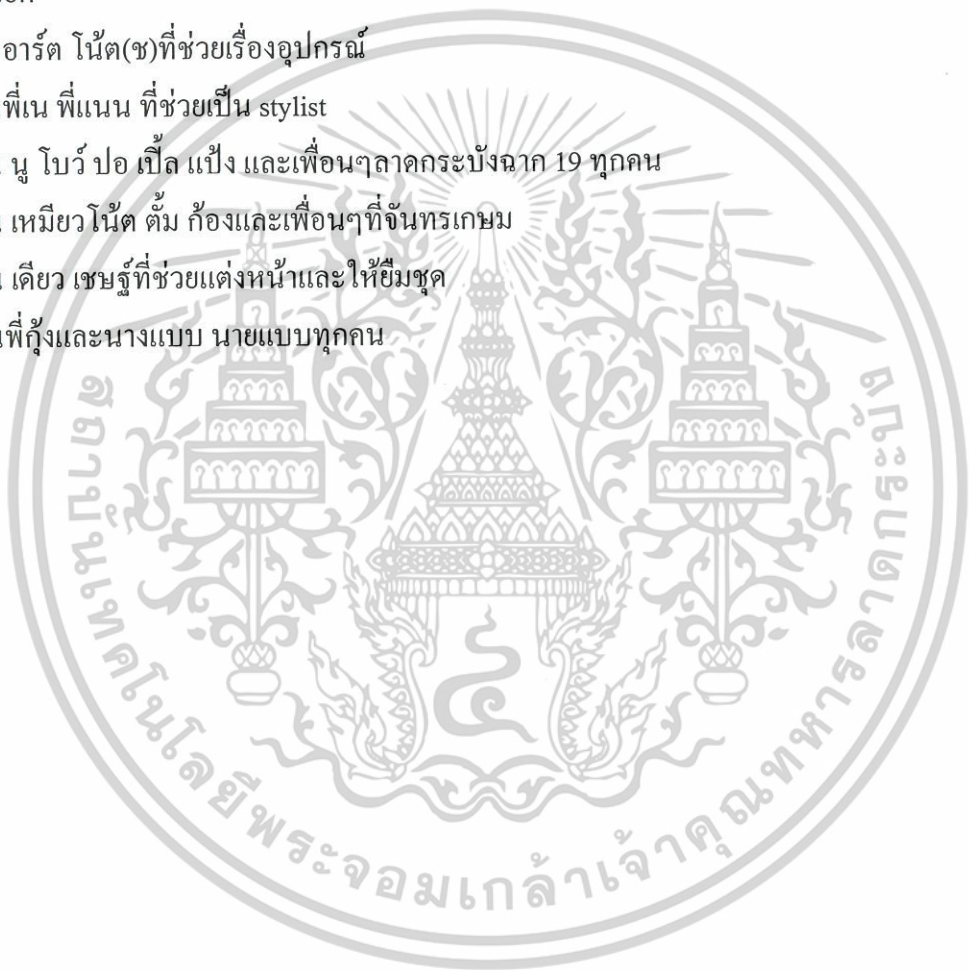 อาร์ต โน้ต(ช)ที่ช่วยเรื่องอุปกรณ์
พี่เน พี่แนน ที่ช่วยเป็น stylist
นู โบว์ ปอ เปิ้ล แป้ง และเพื่อนๆลาดกระบังฉาก 19 ทุกคน
เหมียวโน้ต ตั้ม ก้องและเพื่อนๆที่จันทรเกษม
เดียว เชษฐ์ที่ช่วยแต่งหน้าและให้ยืมชุด
พี่กุ้งและนางแบบ นายแบบทุกคน
สถาบันเทคโนโลยีพระจอมเกล้าเจ้าคุณทหารลาดกระบัง
๔